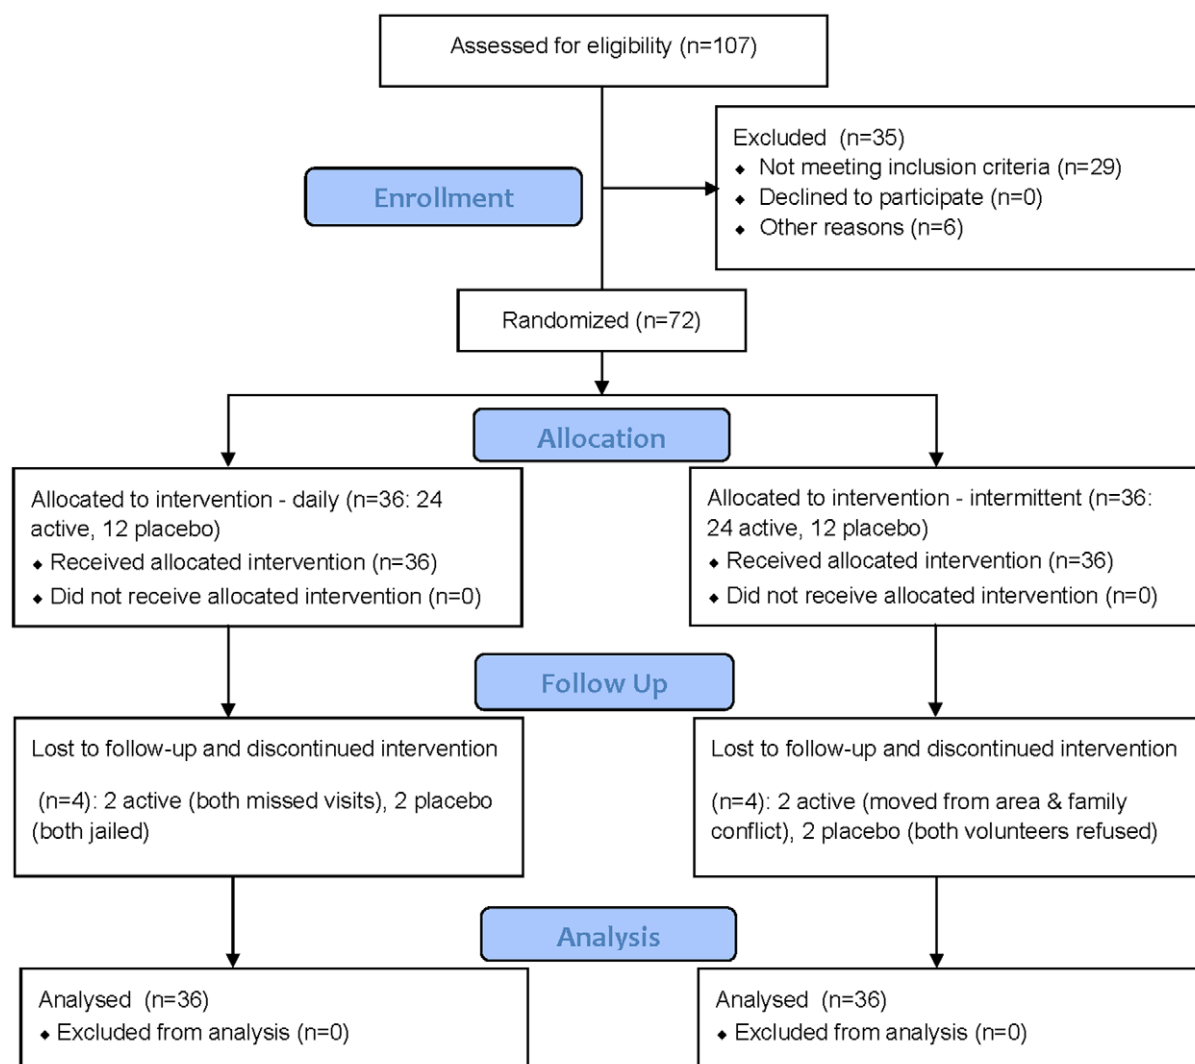 Assessed for eligibility (n=107)
Excluded (n=35)
◆ Not meeting inclusion criteria (n=29)
◆ Declined to participate (n=0)
◆ Other reasons (n=6)
Enrollment
Randomized (n=72)
Allocation
Allocated to intervention - daily (n=36: 24
active, 12 placebo)
◆ Received allocated intervention (n=36)
◆ Did not receive allocated intervention (n=0)
Allocated to intervention - intermittent (n=36:
24 active, 12 placebo)
◆ Received allocated intervention (n=36)
◆ Did not receive allocated intervention (n=0)
Follow Up
Lost to follow-up and discontinued intervention
(n=4): 2 active (both missed visits), 2 placebo
(both jailed)
Lost to follow-up and discontinued intervention
(n=4): 2 active (moved from area & family
conflict), 2 placebo (both volunteers refused)
Analysis
Analysed (n=36)
◆ Excluded from analysis (n=0)
Analysed (n=36)
◆ Excluded from analysis (n=0)